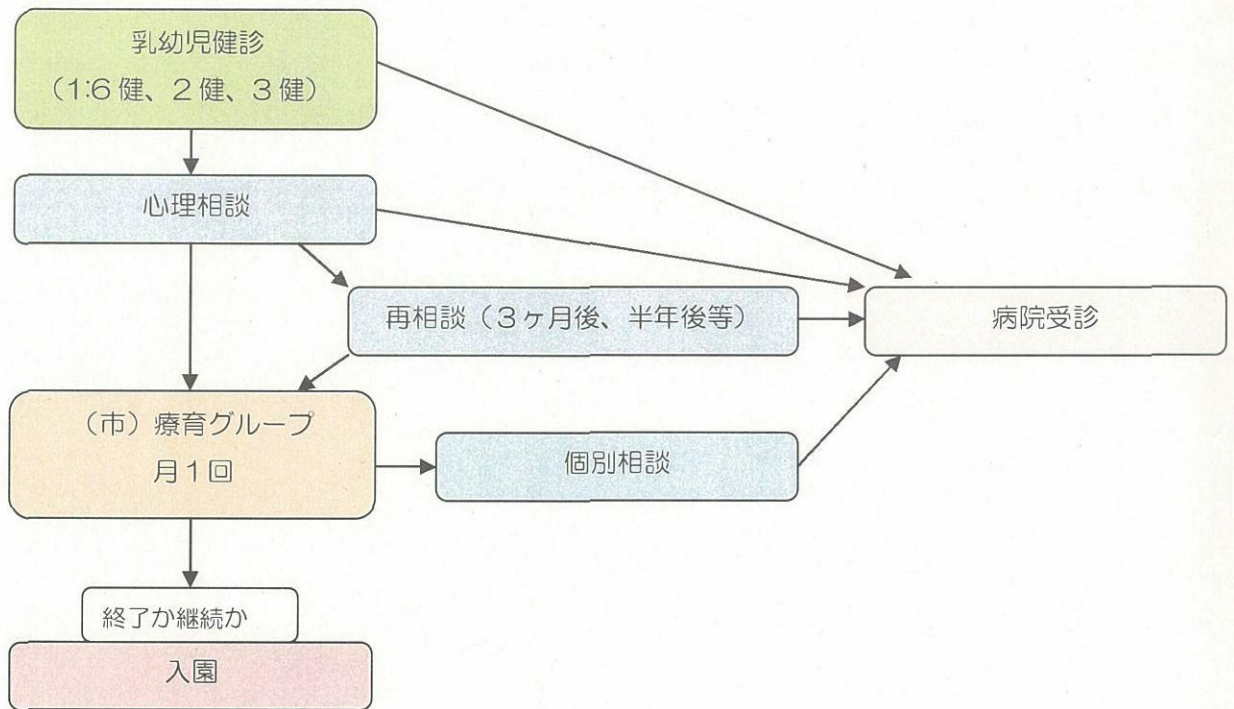 乳幼児健診
（1:6健、2健、3健）
心理相談
再相談（3ヶ月後、半年後等）
病院受診
（市）療育グループ
月1回
個別相談
終了か継続か
入園